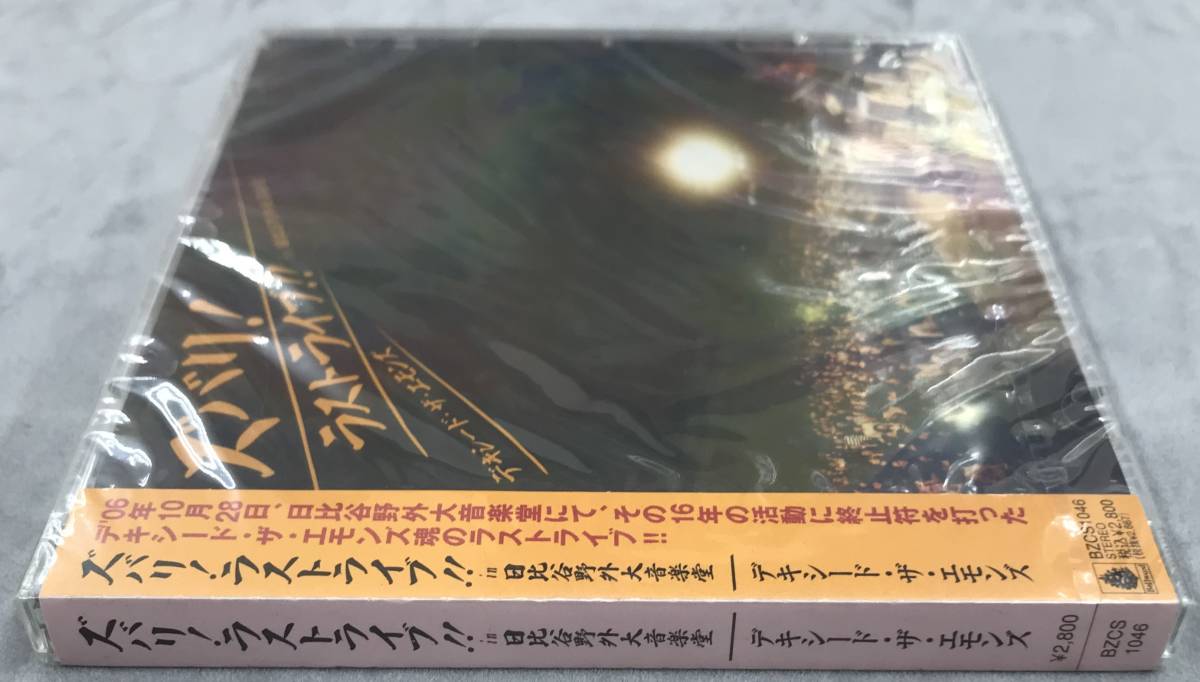 ズバリ!
ラストライブ!!
デキシード・ザ・エモンズ
'06年10月28日、日比谷野外大音楽堂にて、その16年の活動に終止符を打った
デキシード・ザ・エモンズ魂のラストライブ!!
ズバリ!ラストライブ!! in 日比谷野外大音楽堂 デキシード・ザ・エモンズ
BZCS1046
STEREO
税込¥2,800
(税抜¥2,667)
ズバリ!ラストライブ!! in 日比谷野外大音楽堂 デキシード・ザ・エモンズ
¥2,800
BZCS
1046